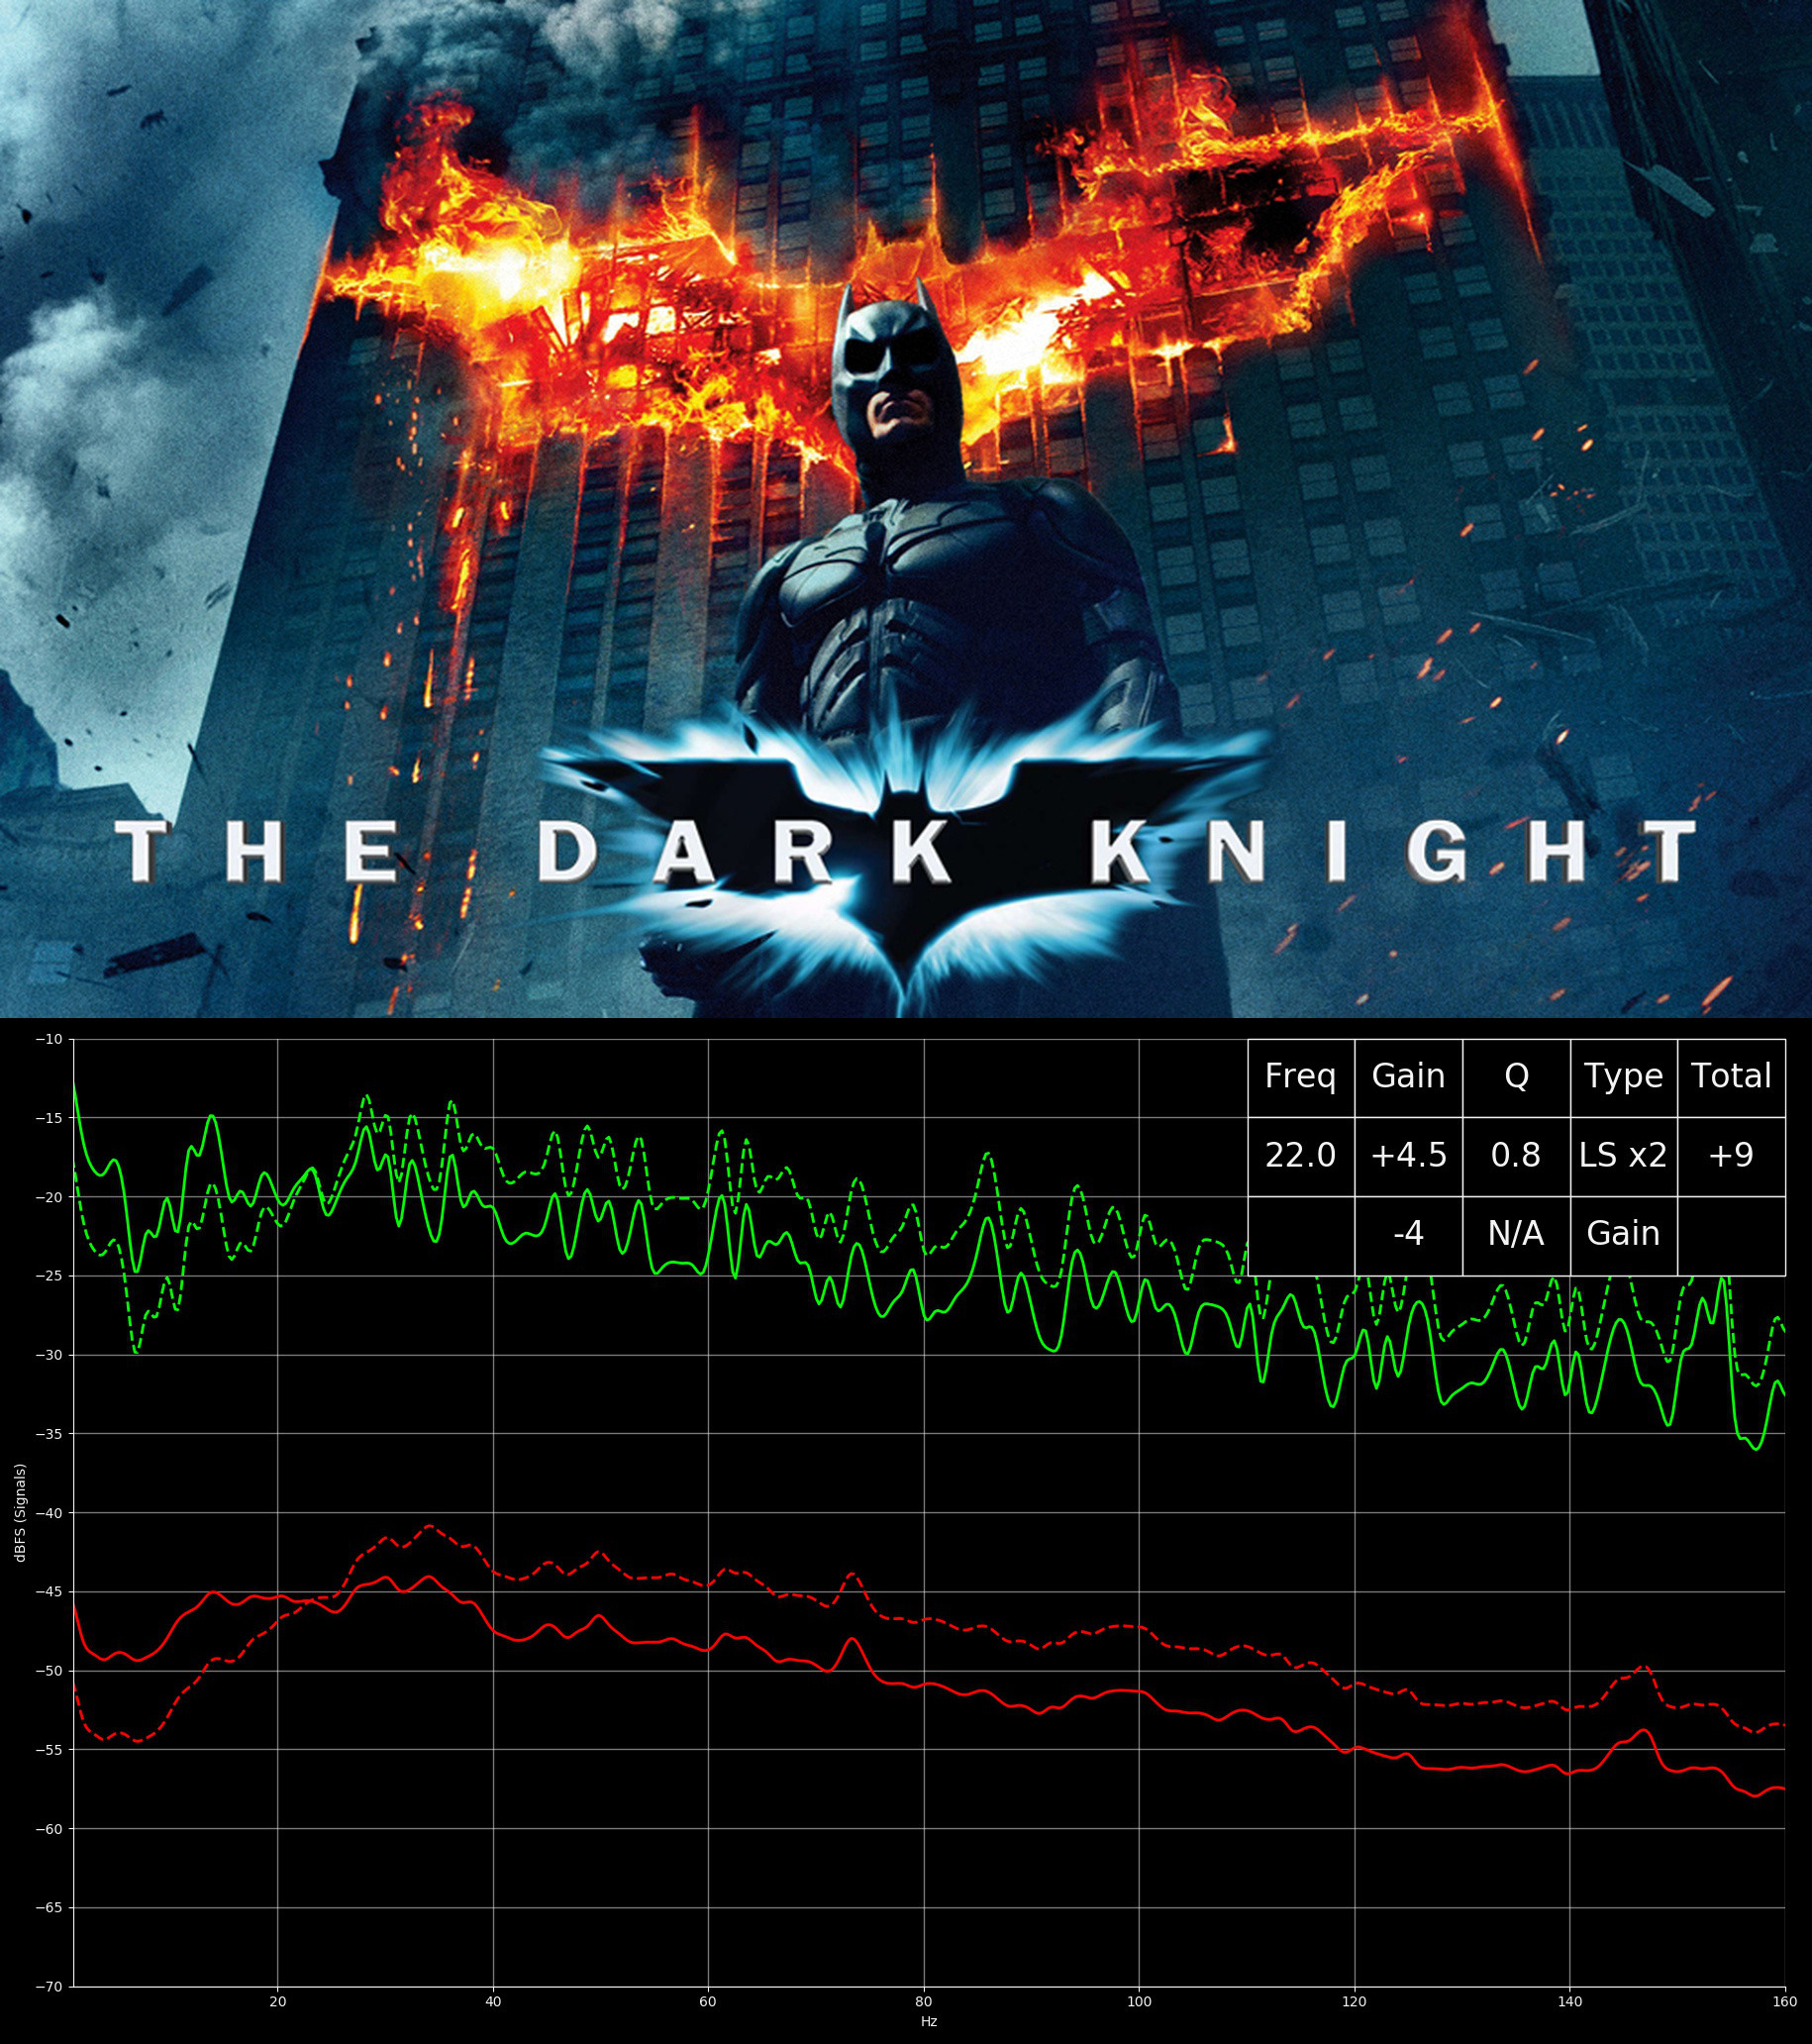 THE DARK KNIGHT
Freq Gain Q Type Total
22.0 +4.5 0.8 LS x2 +9
-4 N/A Gain
−10
−15
−20
−25
−30
−35
−40
−45
−50
−55
−60
−65
−70
dBFS (Signals)
20 40 60 80 100 120 140 160
Hz